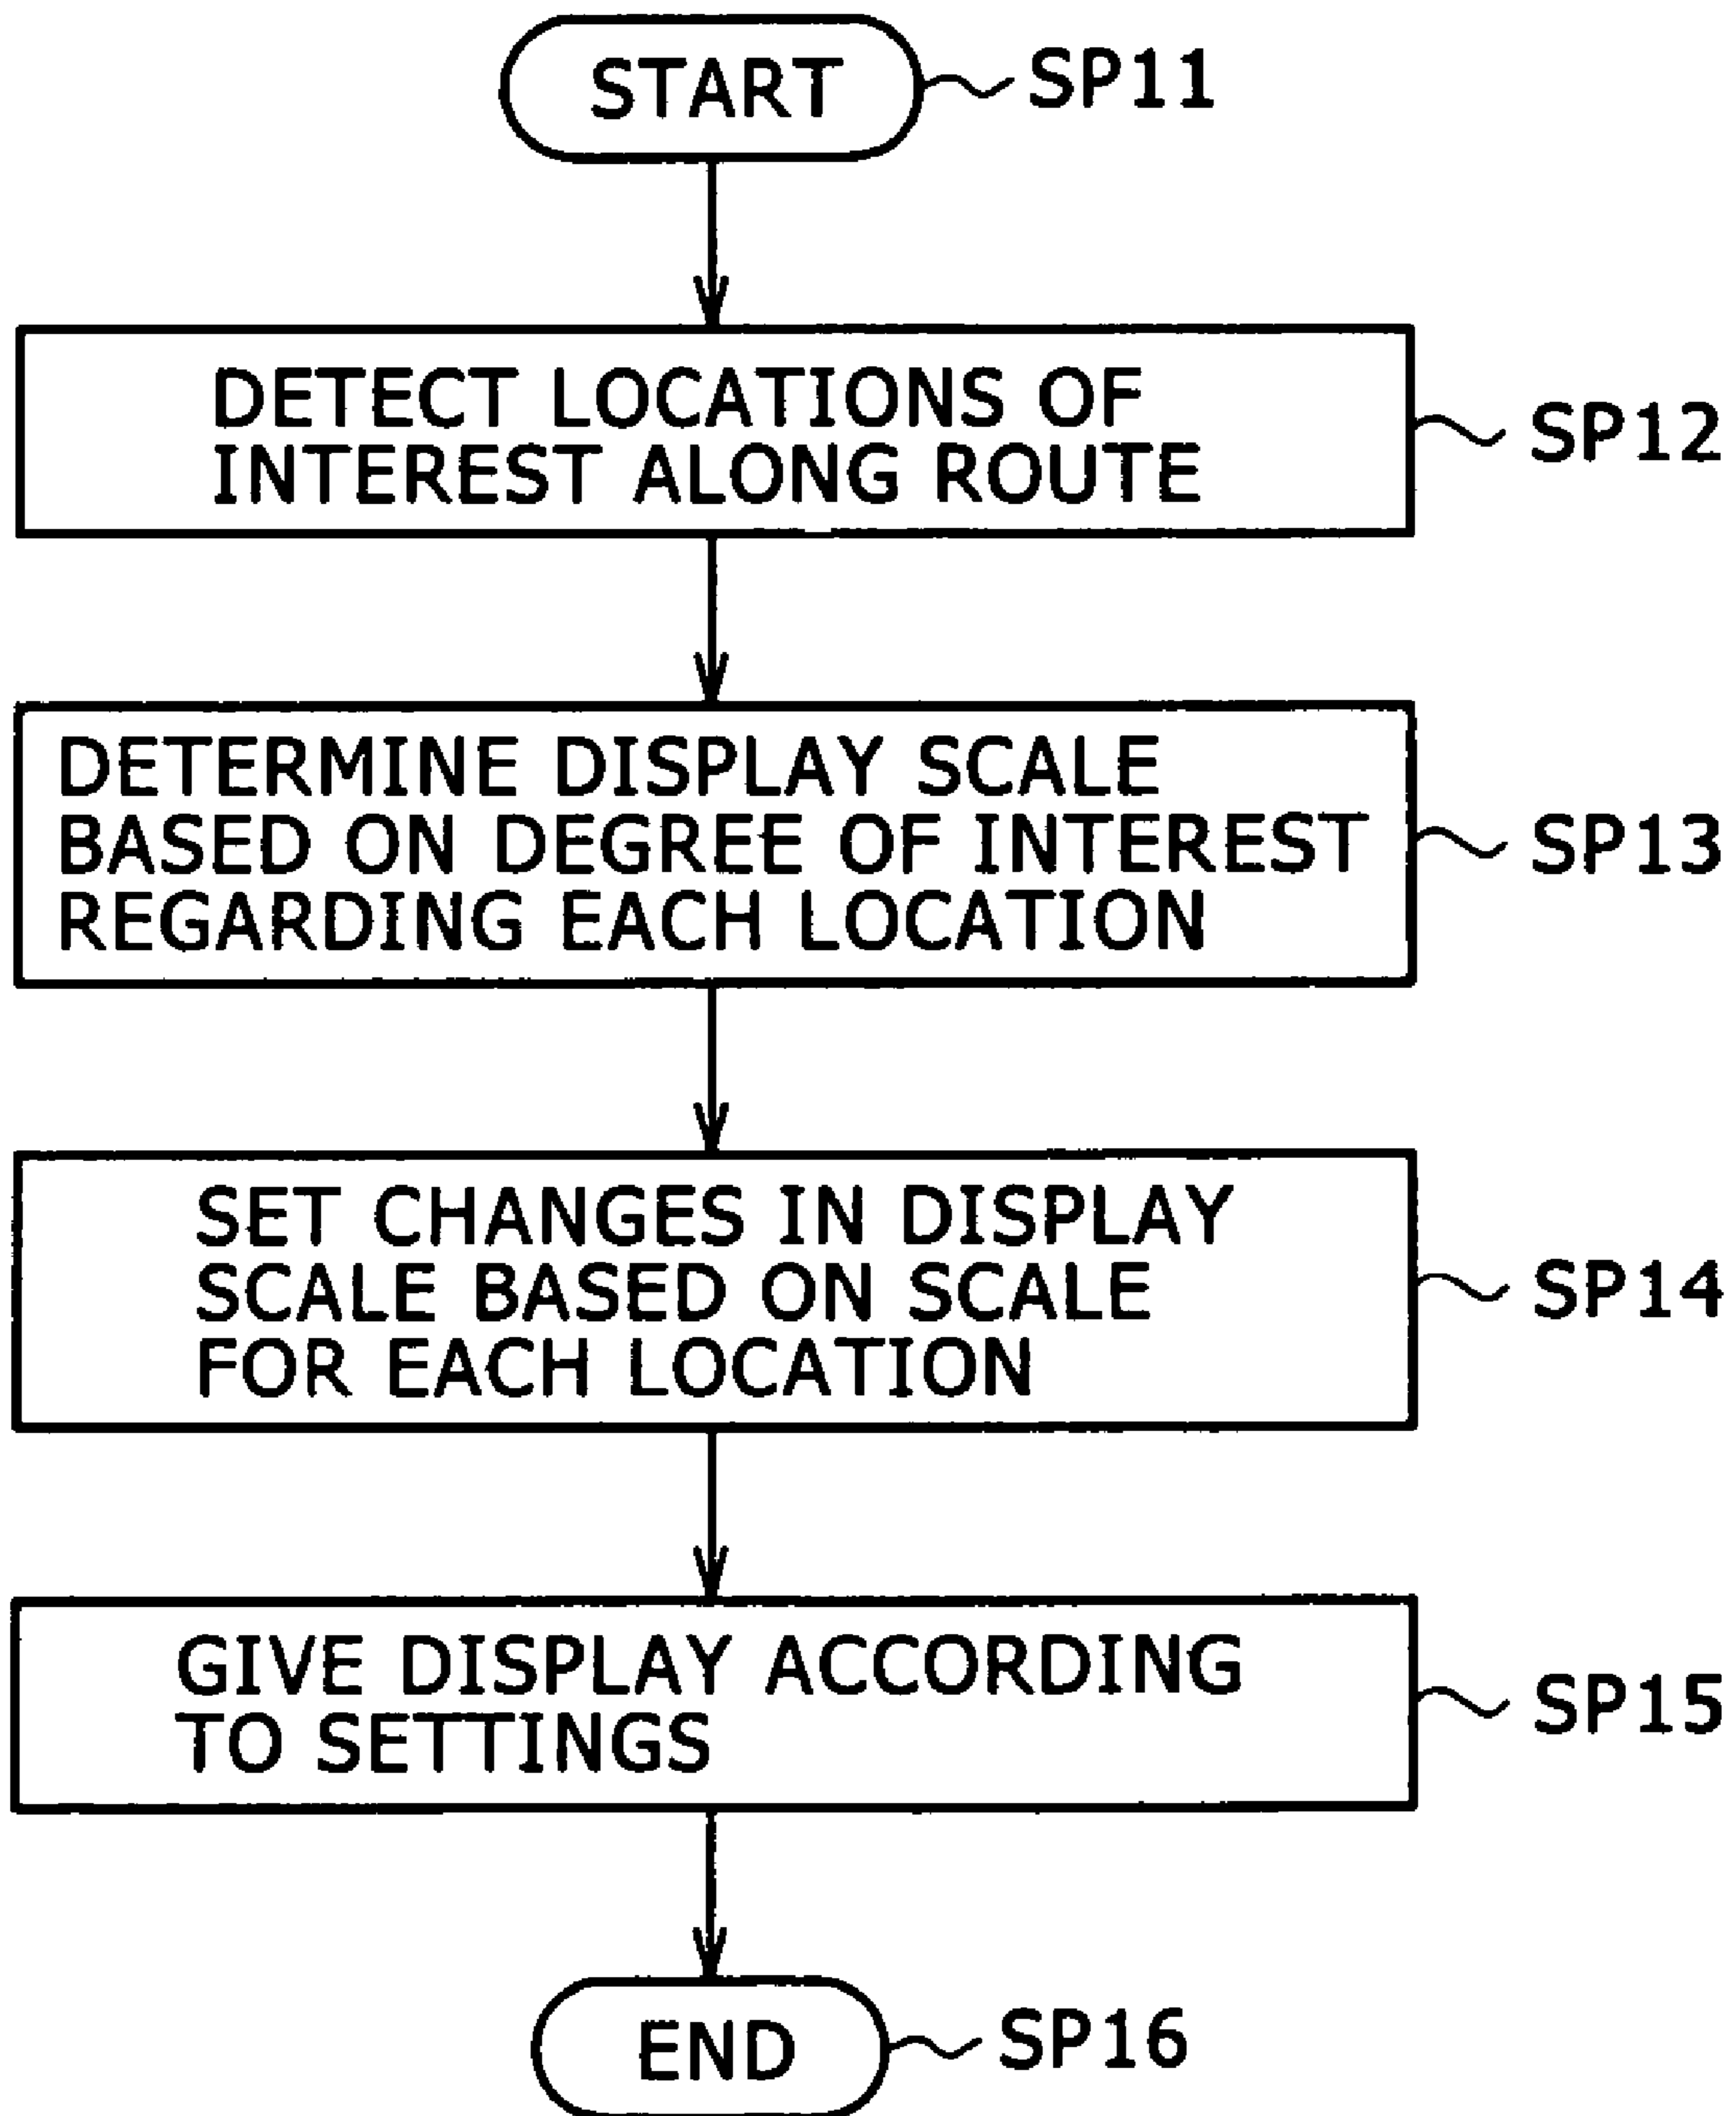 START
SP11
DETECT LOCATIONS OF
INTEREST ALONG ROUTE
SP12
DETERMINE DISPLAY SCALE
BASED ON DEGREE OF INTEREST
REGARDING EACH LOCATION
SP13
SET CHANGES IN DISPLAY
SCALE BASED ON SCALE
FOR EACH LOCATION
SP14
GIVE DISPLAY ACCORDING
TO SETTINGS
SP15
END
SP16